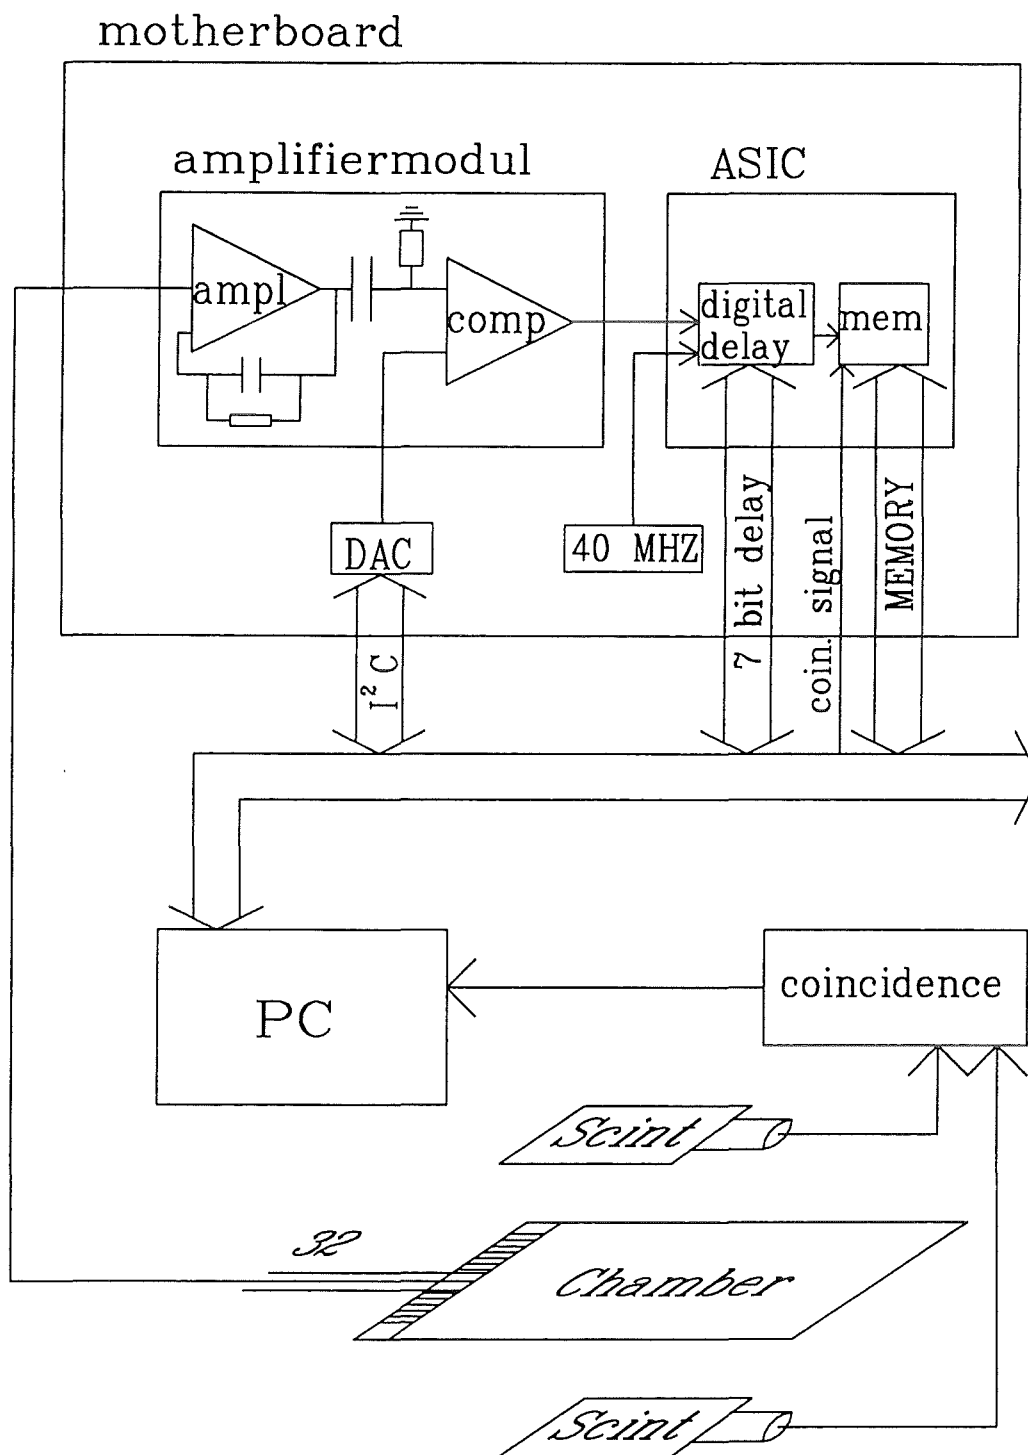 motherboard
amplifiermodul
ASIC
ampl
comp
digital
delay
mem
DAC
40 MHZ
7 bit delay
coin. signal
MEMORY
I² C
PC
coincidence
Scint
32
Chamber
Scint